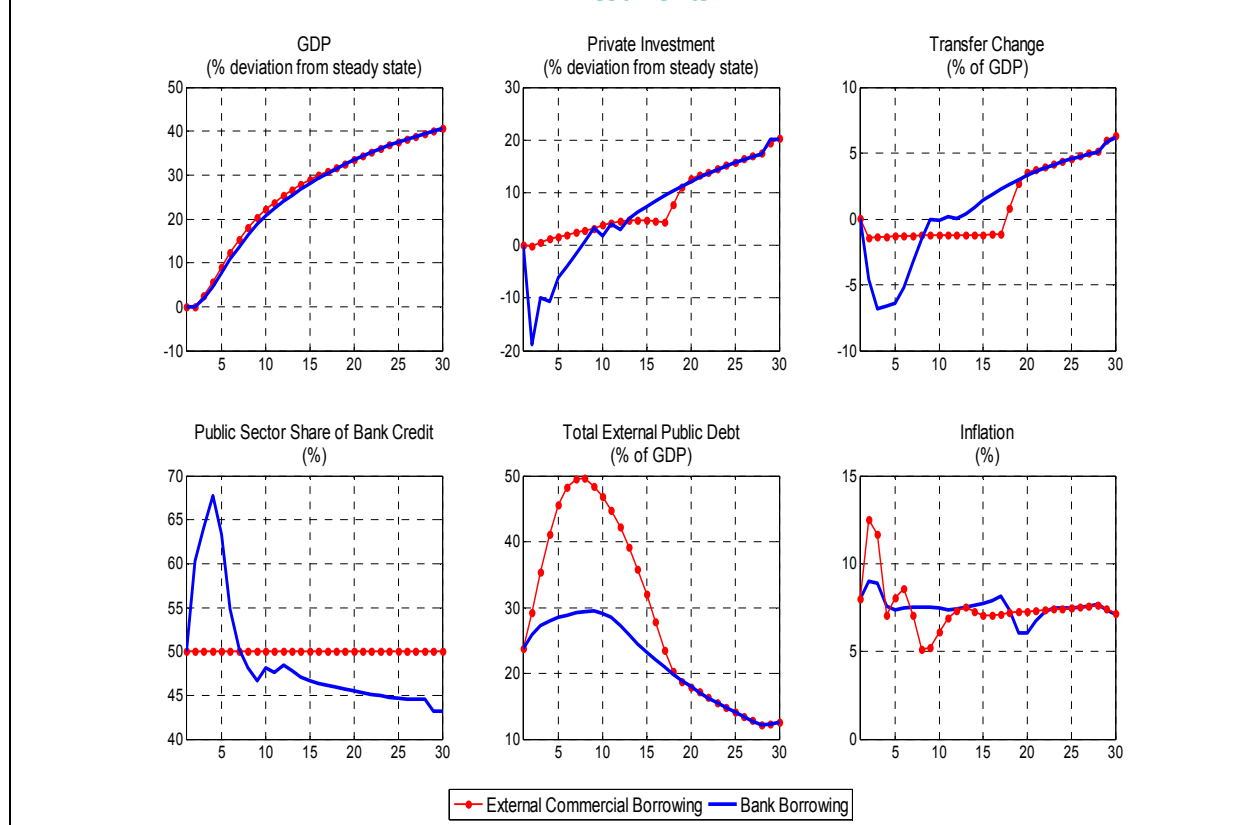 GDP
(% deviation from steady state)
50
40
30
20
10
0
-10
5 10 15 20 25 30
Private Investment
(% deviation from steady state)
30
20
10
0
-10
-20
5 10 15 20 25 30
Transfer Change
(% of GDP)
10
5
0
-5
-10
5 10 15 20 25 30
Public Sector Share of Bank Credit
(%)
70
65
60
55
50
45
40
5 10 15 20 25 30
Total External Public Debt
(% of GDP)
50
40
30
20
10
5 10 15 20 25 30
Inflation
(%)
15
10
5
0
5 10 15 20 25 30
External Commercial Borrowing Bank Borrowing